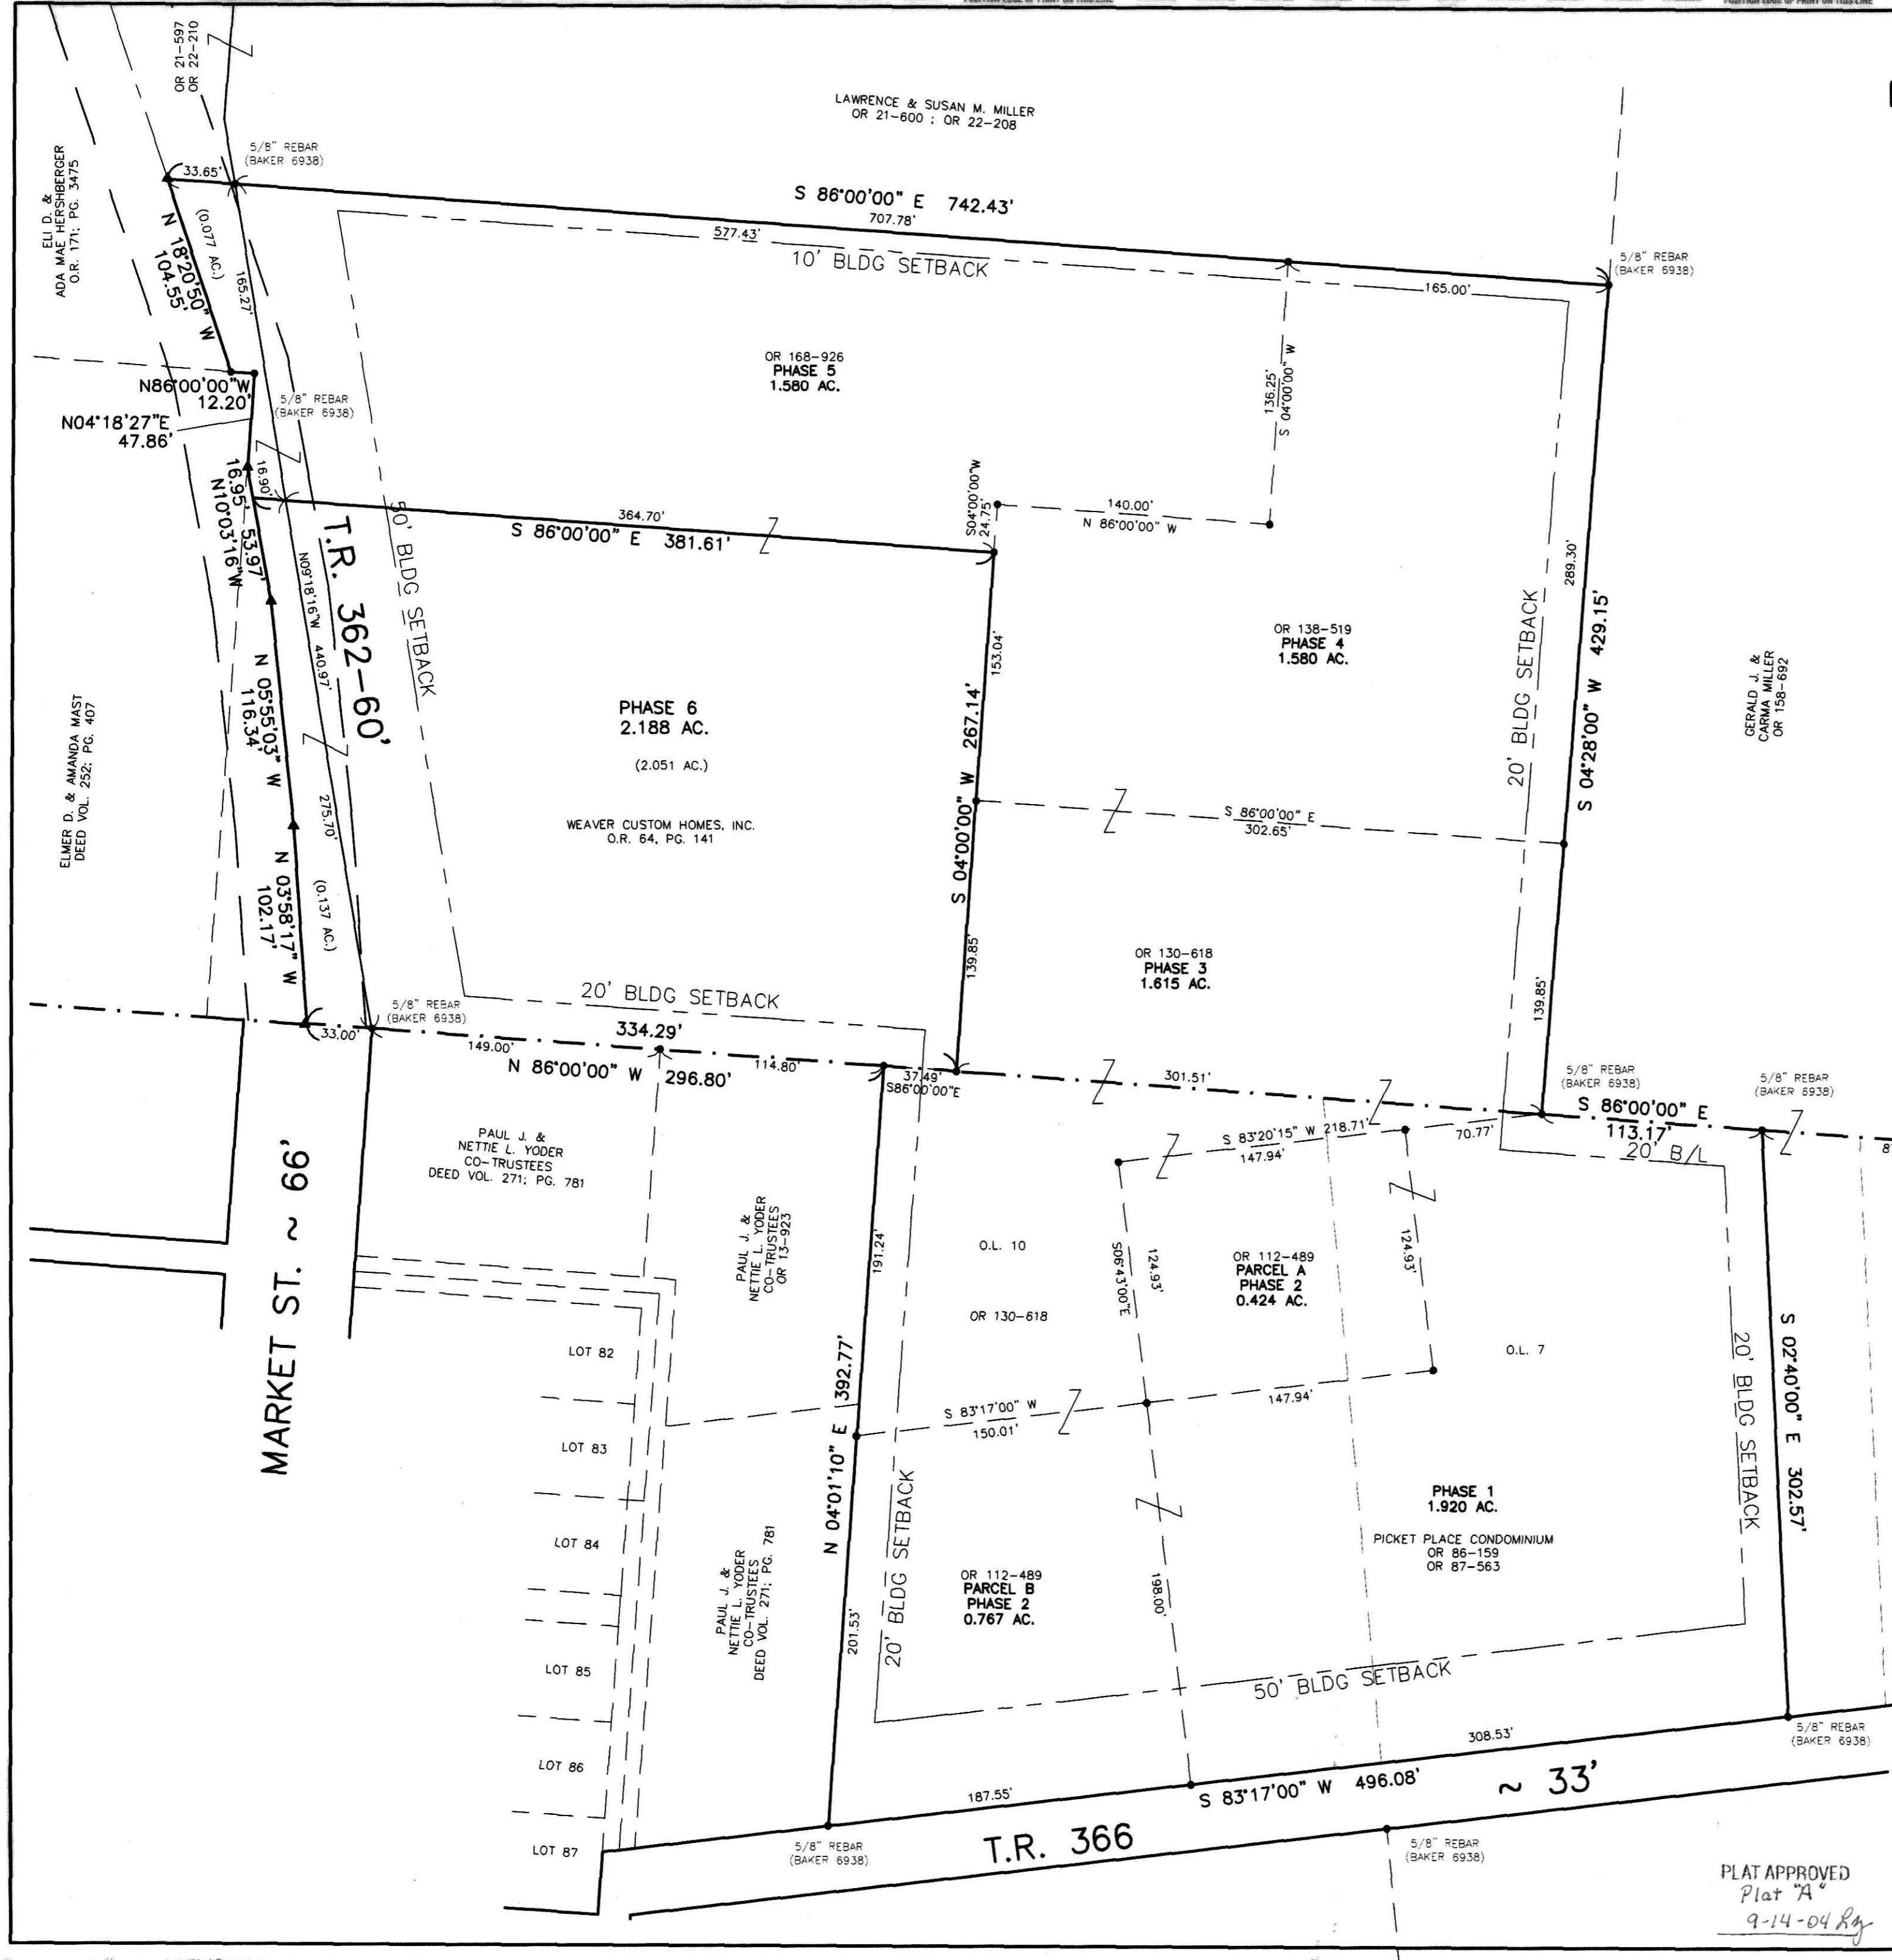 POSITION EDGE OF PRINT ON THIS LINE
POSITION EDGE OF PRINT ON THIS LINE
OR 21-597
OR 22-210
LAWRENCE & SUSAN M. MILLER
OR 21-600 ; OR 22-208
5/8" REBAR
(BAKER 6938)
ELI D. &
ADA MAE HERSHBERGER
O.R. 171; PG. 3475
33.65'
S 86°00'00" E 742.43'
707.78'
577.43'
10' BLDG SETBACK
165.00'
5/8" REBAR
(BAKER 6938)
N 18°20'50" W
104.55'
(0.077 AC.)
165.27'
N86°00'00"W
12.20'
N04°18'27"E
47.86'
5/8" REBAR
(BAKER 6938)
OR 168-926
PHASE 5
1.580 AC.
136.25'
S 04°00'00" W
16.90'
16.95'
N10°03'16"W
53.97'
364.70'
S 86°00'00" E 381.61'
S04°00'00"W
24.75'
140.00'
N 86°00'00" W
50' BLDG SETBACK
T.R. 362-60'
N09°18'16"W 440.97'
289.30'
20' BLDG SETBACK
S 04°28'00" W 429.15'
OR 138-519
PHASE 4
1.580 AC.
GERALD J. &
CARMA MILLER
OR 158-692
ELMER D. & AMANDA MAST
DEED VOL. 252; PG. 407
N 05°55'03" W
116.34'
275.70'
PHASE 6
2.188 AC.
(2.051 AC.)
WEAVER CUSTOM HOMES, INC.
O.R. 64, PG. 141
153.04'
S 04°00'00" W 267.14'
139.85'
S 86°00'00" E
302.65'
N 03°58'17" W
102.17'
(0.137 AC.)
OR 130-618
PHASE 3
1.615 AC.
139.85'
20' BLDG SETBACK
5/8" REBAR
(BAKER 6938)
33.00'
149.00'
334.29'
N 86°00'00" W 296.80'
114.80'
37.49'
S86°00'00"E
301.51'
5/8" REBAR
(BAKER 6938)
5/8" REBAR
(BAKER 6938)
S 86°00'00" E
113.17'
20' B/L
8
S 83°20'15" W 218.71'
147.94'
70.77'
MARKET ST. ~ 66'
PAUL J. &
NETTIE L. YODER
CO-TRUSTEES
DEED VOL. 271; PG. 781
PAUL J. &
NETTIE L. YODER
CO-TRUSTEES
OR 13-923
191.24'
O.L. 10
OR 130-618
S06°43'00"E
124.93'
OR 112-489
PARCEL A
PHASE 2
0.424 AC.
124.93'
O.L. 7
LOT 82
LOT 83
LOT 84
LOT 85
LOT 86
LOT 87
N 04°01'10" E 392.77'
S 83°17'00" W
150.01'
147.94'
20' BLDG SETBACK
S 02°40'00" E 302.57'
20' BLDG SETBACK
PHASE 1
1.920 AC.
PICKET PLACE CONDOMINIUM
OR 86-159
OR 87-563
PAUL J. &
NETTIE L. YODER
CO-TRUSTEES
DEED VOL. 271; PG. 781
201.53'
OR 112-489
PARCEL B
PHASE 2
0.767 AC.
198.00'
50' BLDG SETBACK
308.53'
5/8" REBAR
(BAKER 6938)
187.55'
S 83°17'00" W 496.08'
~ 33'
T.R. 366
5/8" REBAR
(BAKER 6938)
5/8" REBAR
(BAKER 6938)
PLAT APPROVED
Plat "A"
9-14-04